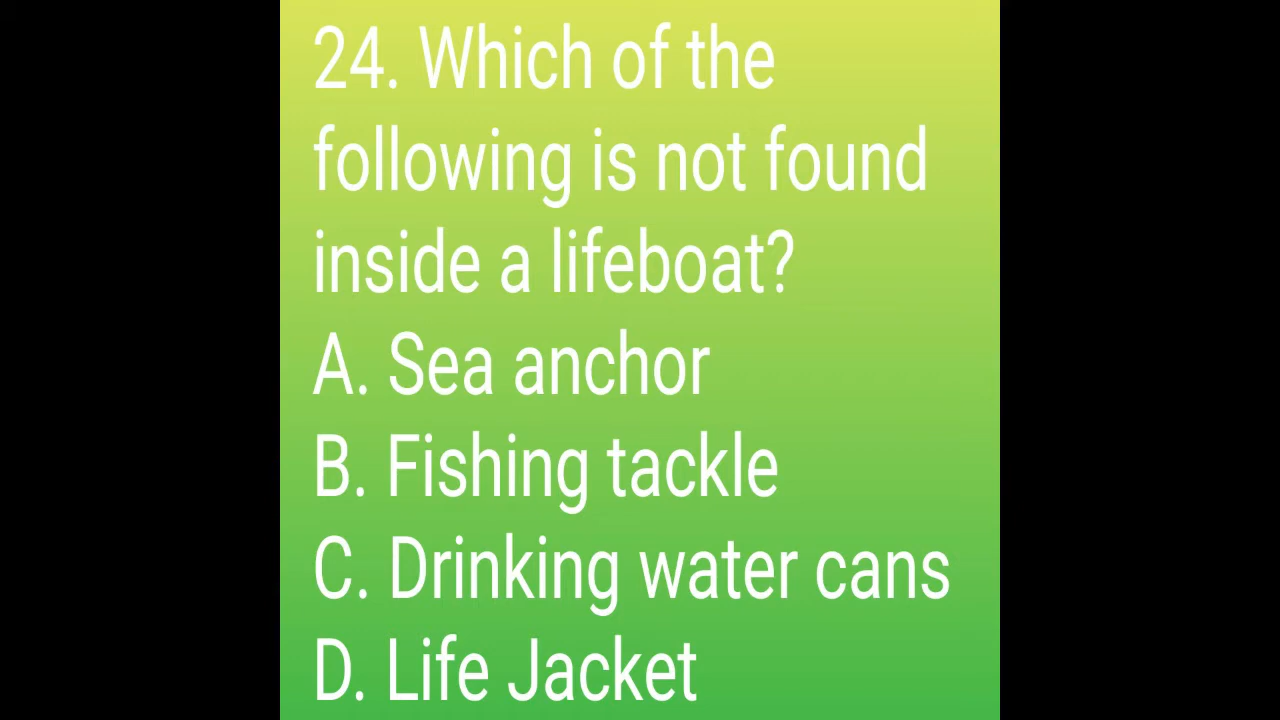 24. Which of the
following is not found
inside a lifeboat?
A. Sea anchor
B. Fishing tackle
C. Drinking water cans
D. Life Jacket